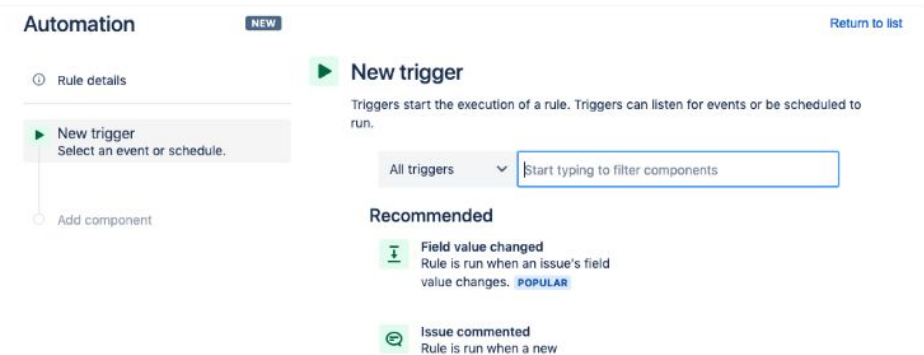 Automation NEW
Return to list
Rule details
New trigger
Select an event or schedule.
Add component
New trigger
Triggers start the execution of a rule. Triggers can listen for events or be scheduled to
run.
All triggers
Start typing to filter components
Recommended
Field value changed
Rule is run when an issue's field
value changes. POPULAR
Issue commented
Rule is run when a new